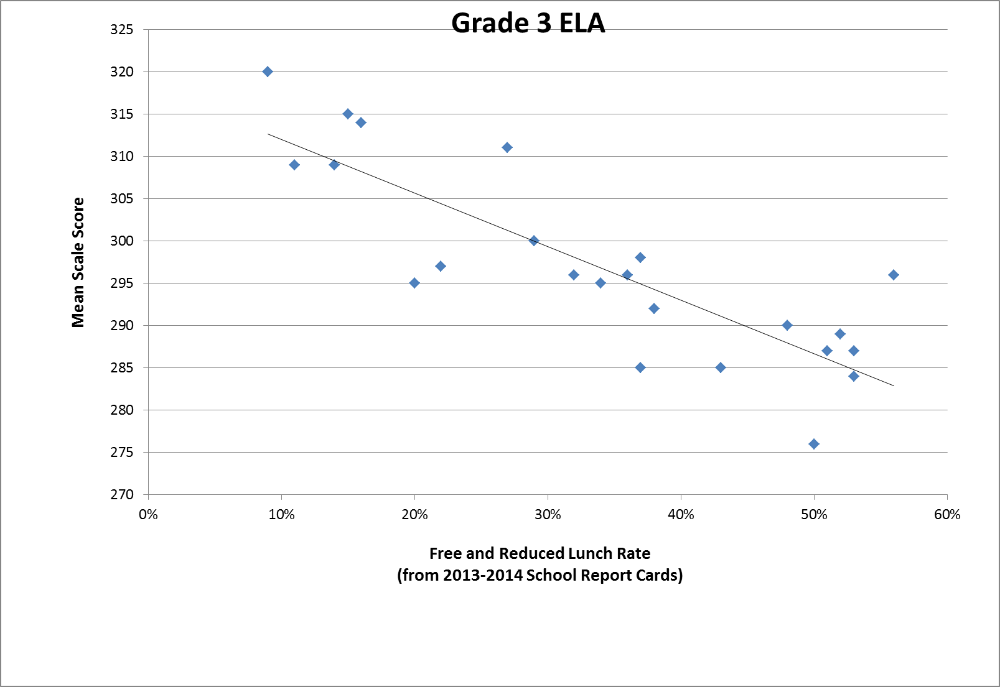 Grade 3 ELA
325
320
315
310
305
300
295
290
285
280
275
270
Mean Scale Score
0% 10% 20% 30% 40% 50% 60%
Free and Reduced Lunch Rate
(from 2013-2014 School Report Cards)